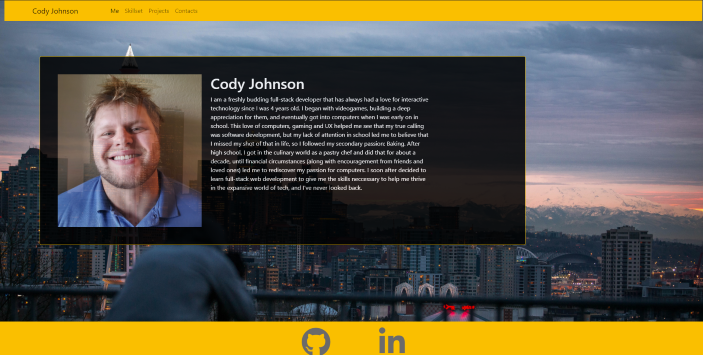 Cody Johnson Me Skillset Projects Contacts
Cody Johnson
I am a freshly budding full-stack developer that has always had a love for interactive
technology since I was 4 years old. I began with videogames, building a deep
appreciation for them, and eventually got into computers when I was early on in
school. This love of computers, gaming and UX helped me see that my true calling
was software development, but my lack of attention in school led me to believe that
I missed my shot of that in life, so I followed my secondary passion: Baking. After
high school, I got in the culinary world as a pastry chef and did that for about a
decade, until financial circumstances (along with encouragement from friends and
loved ones) led me to rediscover my passion for computers. I soon after decided to
learn full-stack web development to give me the skills neccessary to help me thrive
in the expansive world of tech, and I've never looked back.
in